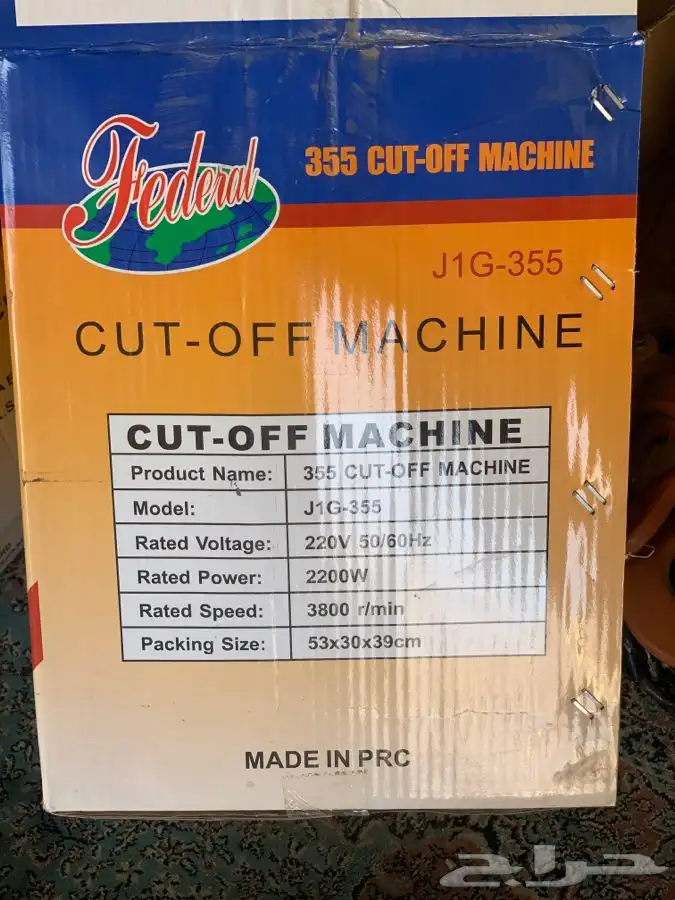 Federal
355 CUT-OFF MACHINE
J1G-355
CUT-OFF MACHINE
CUT-OFF MACHINE
Product Name: 355 CUT-OFF MACHINE
Model: J1G-355
Rated Voltage: 220V 50/60Hz
Rated Power: 2200W
Rated Speed: 3800 r/min
Packing Size: 53x30x39cm
MADE IN PRC
حراج